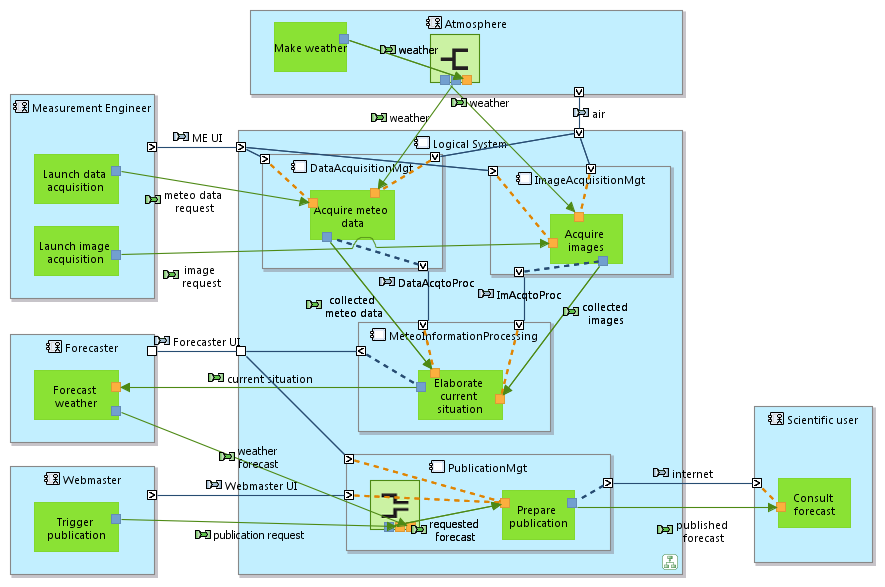 Atmosphere
Make weather
weather
weather
air
weather
Measurement Engineer
ME UI
Logical System
DataAcquisitionMgt
ImageAcquisitionMgt
Launch data
acquisition
meteo data
request
Acquire meteo
data
Launch image
acquisition
Acquire
images
image
request
DataAcqtoProc
ImAcqtoProc
collected
meteo data
collected
images
Forecaster
Forecaster UI
MeteoInformationProcessing
Forecast
weather
current situation
Elaborate
current
situation
Scientific user
weather
forecast
PublicationMgt
internet
Webmaster
Webmaster UI
Consult
forecast
Trigger
publication
publication request
requested
forecast
Prepare
publication
published
forecast